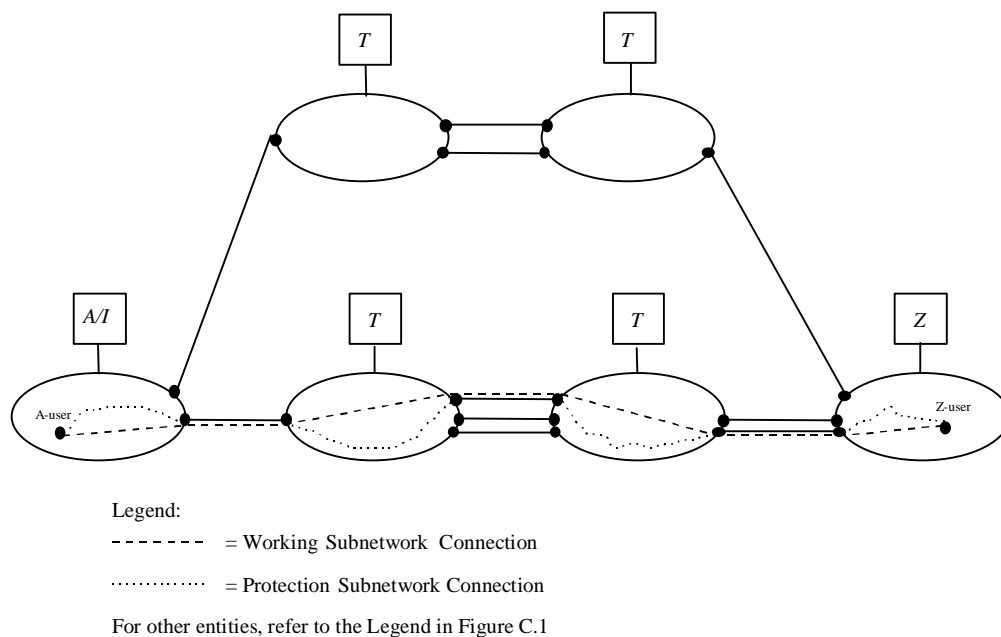 T
T
A/I
T
T
Z
A-user
Z-user
Legend:
= Working Subnetwork Connection
= Protection Subnetwork Connection
For other entities, refer to the Legend in Figure C.1